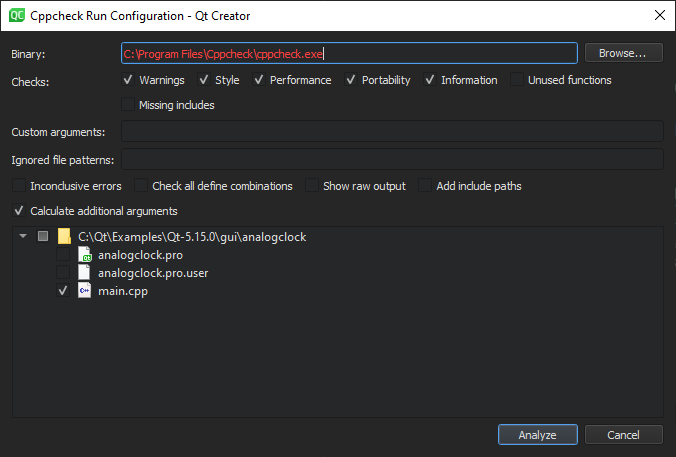 QC Cppcheck Run Configuration - Qt Creator
Binary: C:\Program Files\Cppcheck\cppcheck.exe Browse...
Checks: Warnings Style Performance Portability Information Unused functions
Missing includes
Custom arguments:
Ignored file patterns:
Inconclusive errors Check all define combinations Show raw output Add include paths
Calculate additional arguments
C:\Qt\Examples\Qt-5.15.0\gui\analogclock
analogclock.pro
analogclock.pro.user
C++ main.cpp
Analyze Cancel